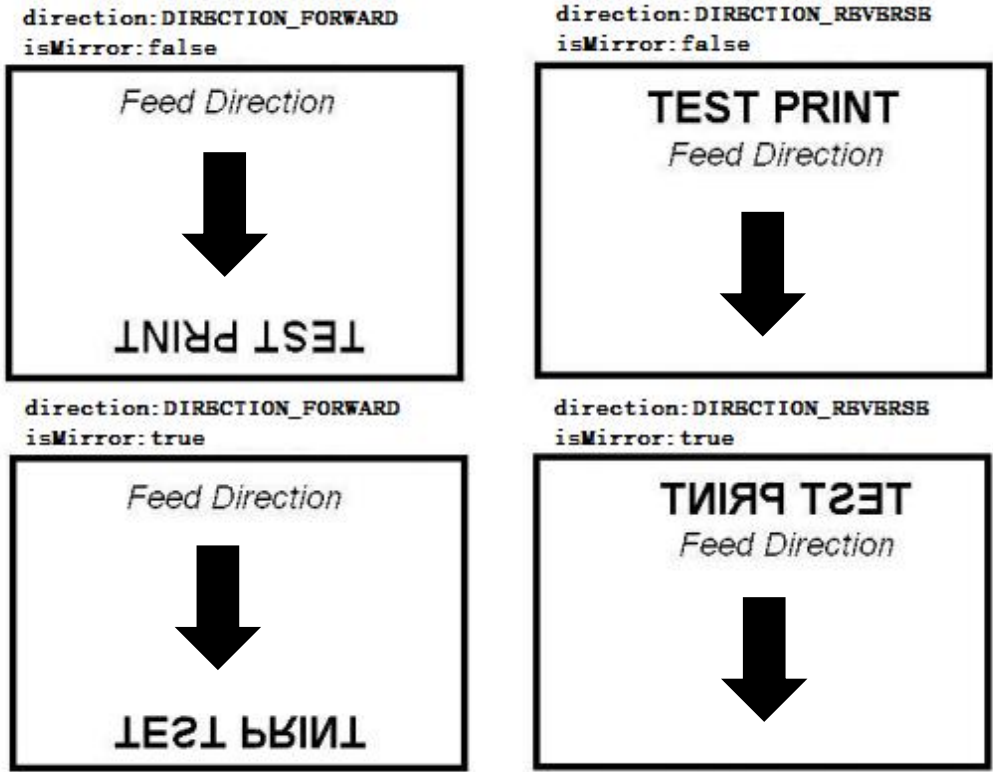 direction:DIRECTION_FORWARD
isMirror:false
Feed Direction
TEST PRINT
direction:DIRECTION_REVERSE
isMirror:false
TEST PRINT
Feed Direction
direction:DIRECTION_FORWARD
isMirror:true
Feed Direction
TEST PRINT
direction:DIRECTION_REVERSE
isMirror:true
TEST PRINT
Feed Direction